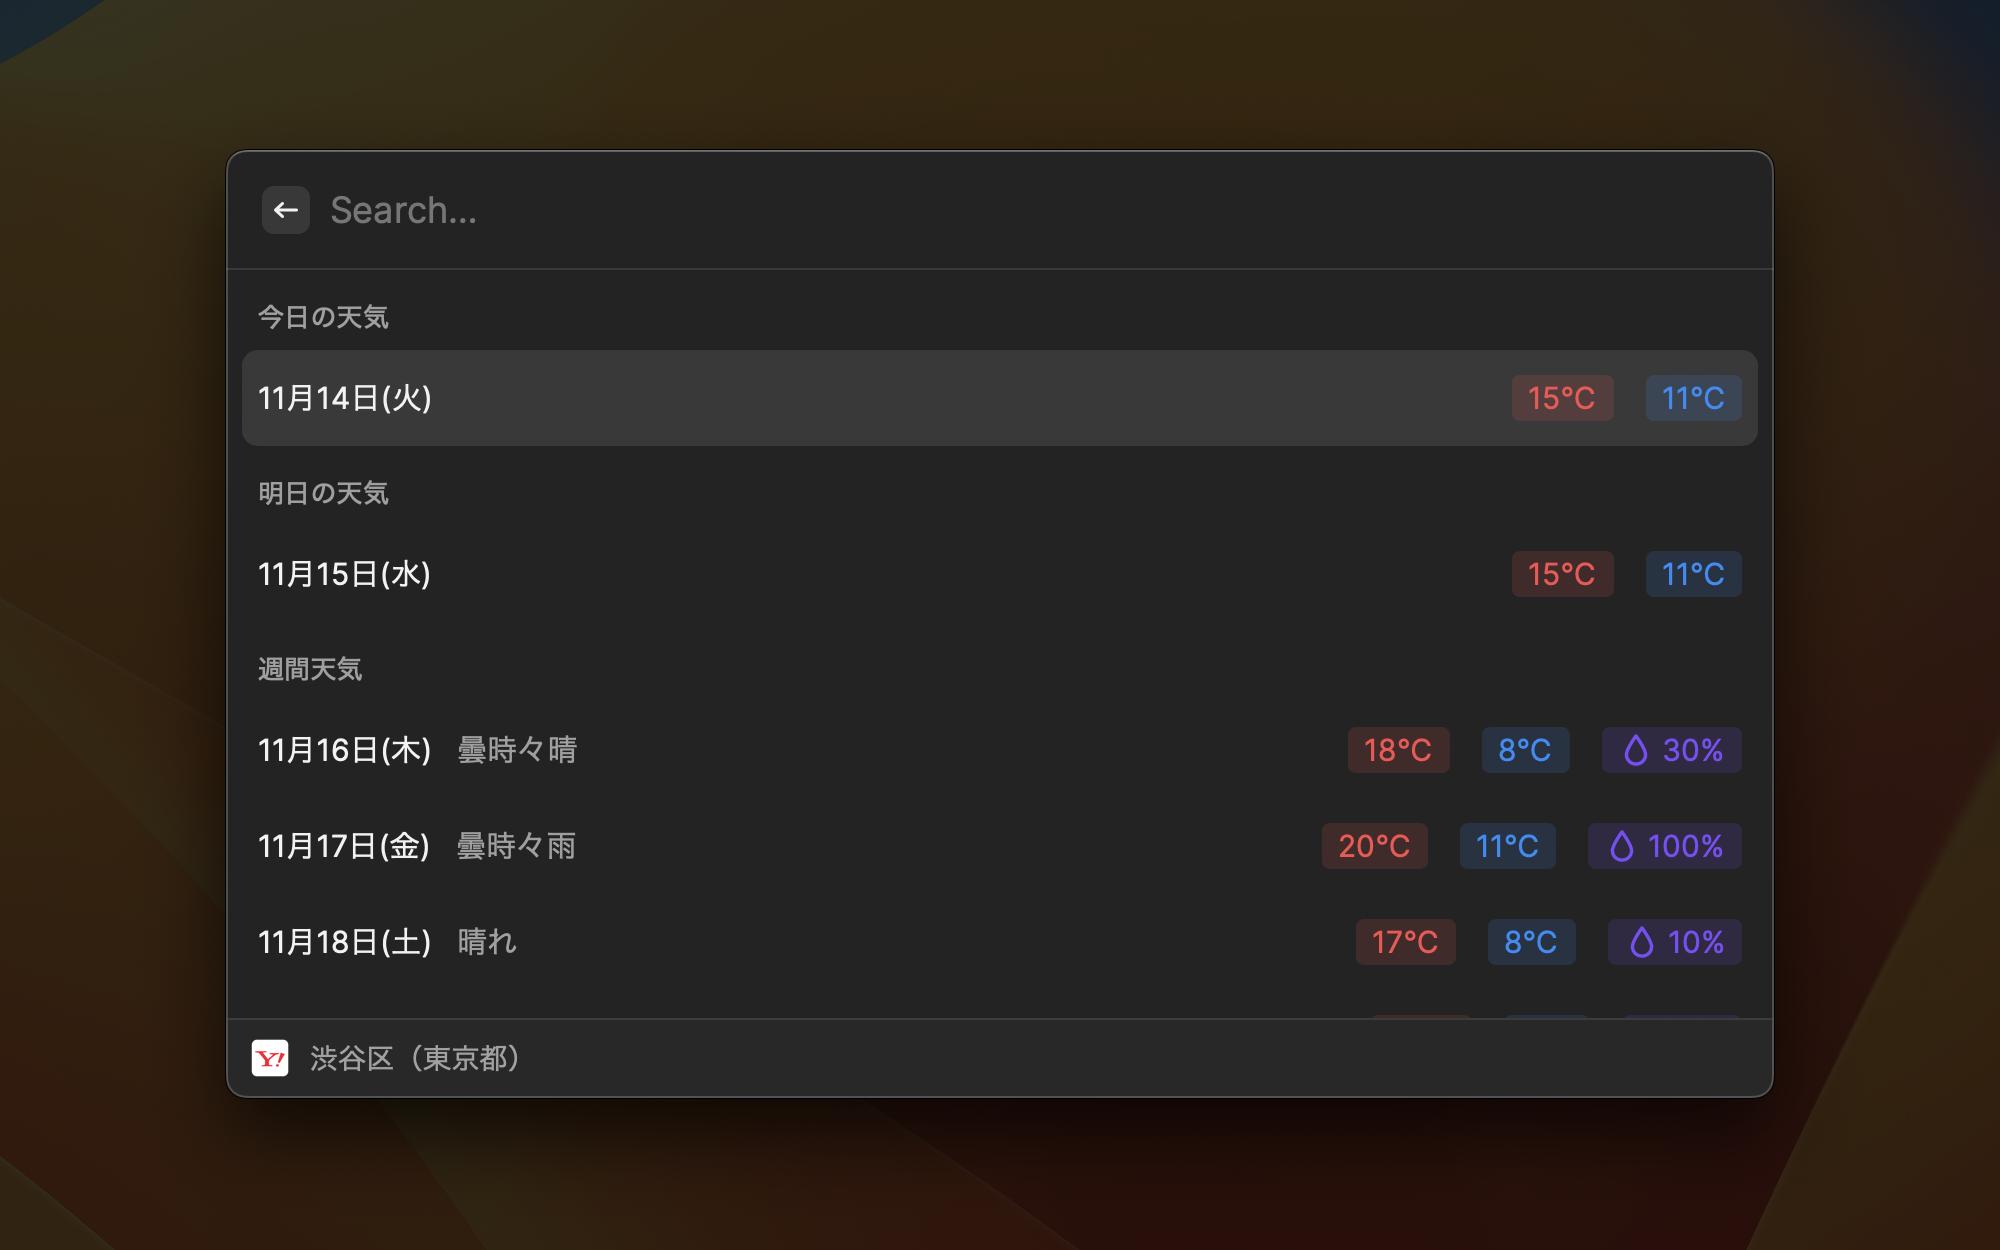 Search...
今日の天気
11月14日(火) 15°C 11°C
明日の天気
11月15日(水) 15°C 11°C
週間天気
11月16日(木) 曇時々晴 18°C 8°C 30%
11月17日(金) 曇時々雨 20°C 11°C 100%
11月18日(土) 晴れ 17°C 8°C 10%
Y! 渋谷区（東京都）